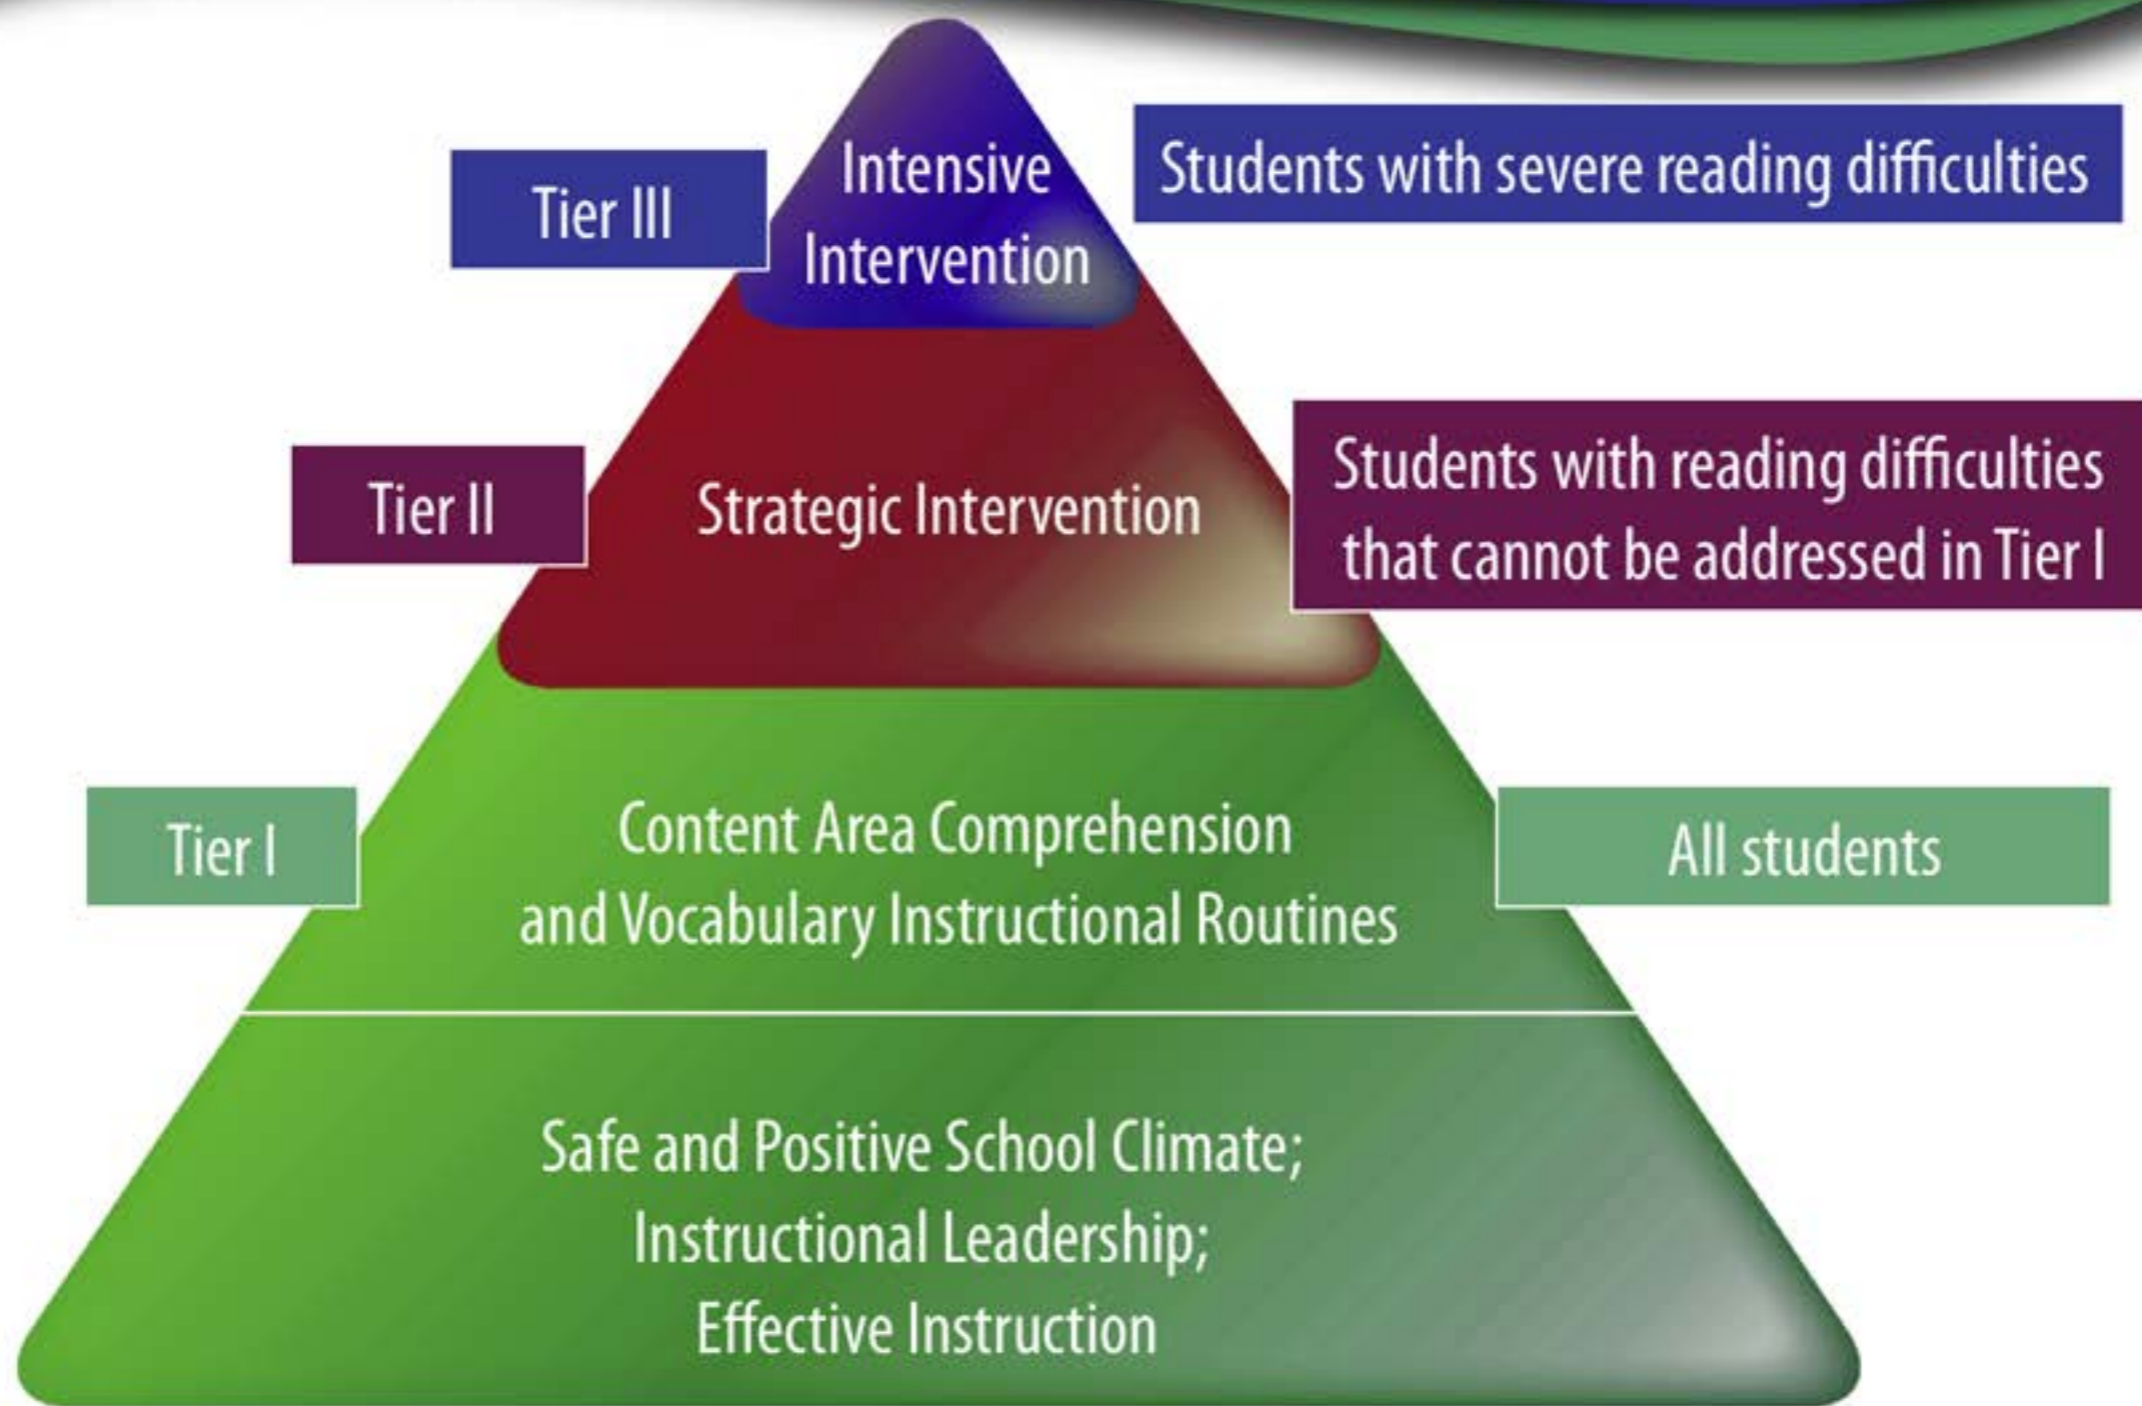 Tier III
Intensive
Intervention
Students with severe reading difficulties
Tier II
Strategic Intervention
Students with reading difficulties
that cannot be addressed in Tier I
Tier I
Content Area Comprehension
and Vocabulary Instructional Routines
All students
Safe and Positive School Climate;
Instructional Leadership;
Effective Instruction